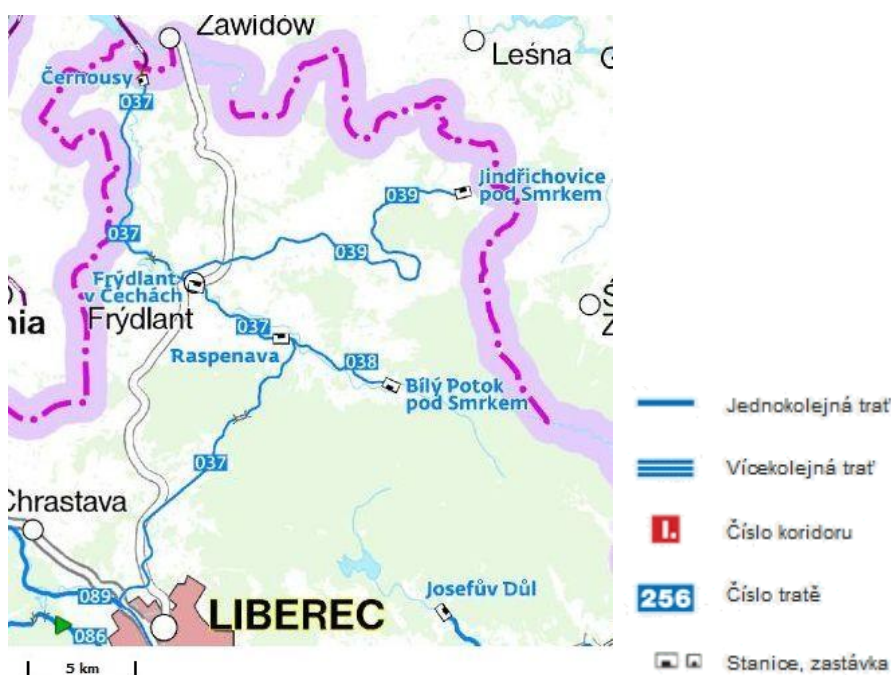 Zawidów
Leśna
Černousy
037
Jindřichovice
pod Smrkem
039
037
039
Frýdlant
v Čechách
Frýdlant
nia
037
Raspenava
038
Bílý Potok
pod Smrkem
037
Chrastava
089
086
LIBEREC
Josefův Důl
5 km
Jednokolejná trať
Vícekolejná trať
I.
Číslo koridoru
256
Číslo tratě
Stanice, zastávka